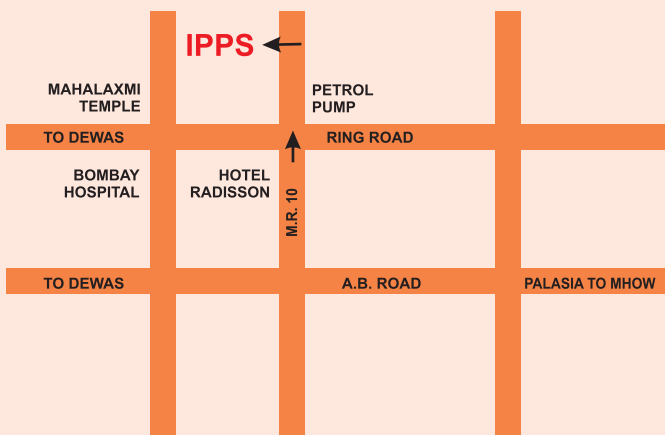 IPPS
MAHALAXMI
TEMPLE
PETROL
PUMP
TO DEWAS
RING ROAD
BOMBAY
HOSPITAL
HOTEL
RADISSON
M.R. 10
TO DEWAS
A.B. ROAD
PALASIA TO MHOW